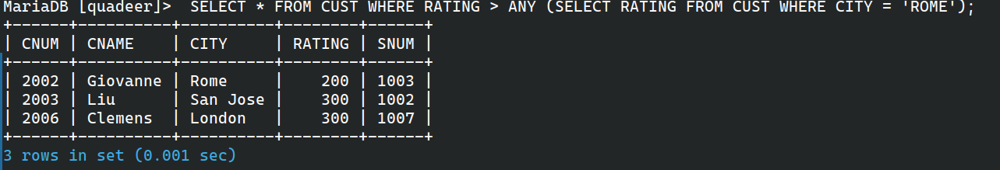 MariaDB [quadeer]>  SELECT * FROM CUST WHERE RATING > ANY (SELECT RATING FROM CUST WHERE CITY = 'ROME');
+------+----------+----------+--------+------+
| CNUM | CNAME    | CITY     | RATING | SNUM |
+------+----------+----------+--------+------+
| 2002 | Giovanne | Rome     |    200 | 1003 |
| 2003 | Liu      | San Jose |    300 | 1002 |
| 2006 | Clemens  | London   |    300 | 1007 |
+------+----------+----------+--------+------+
3 rows in set (0.001 sec)